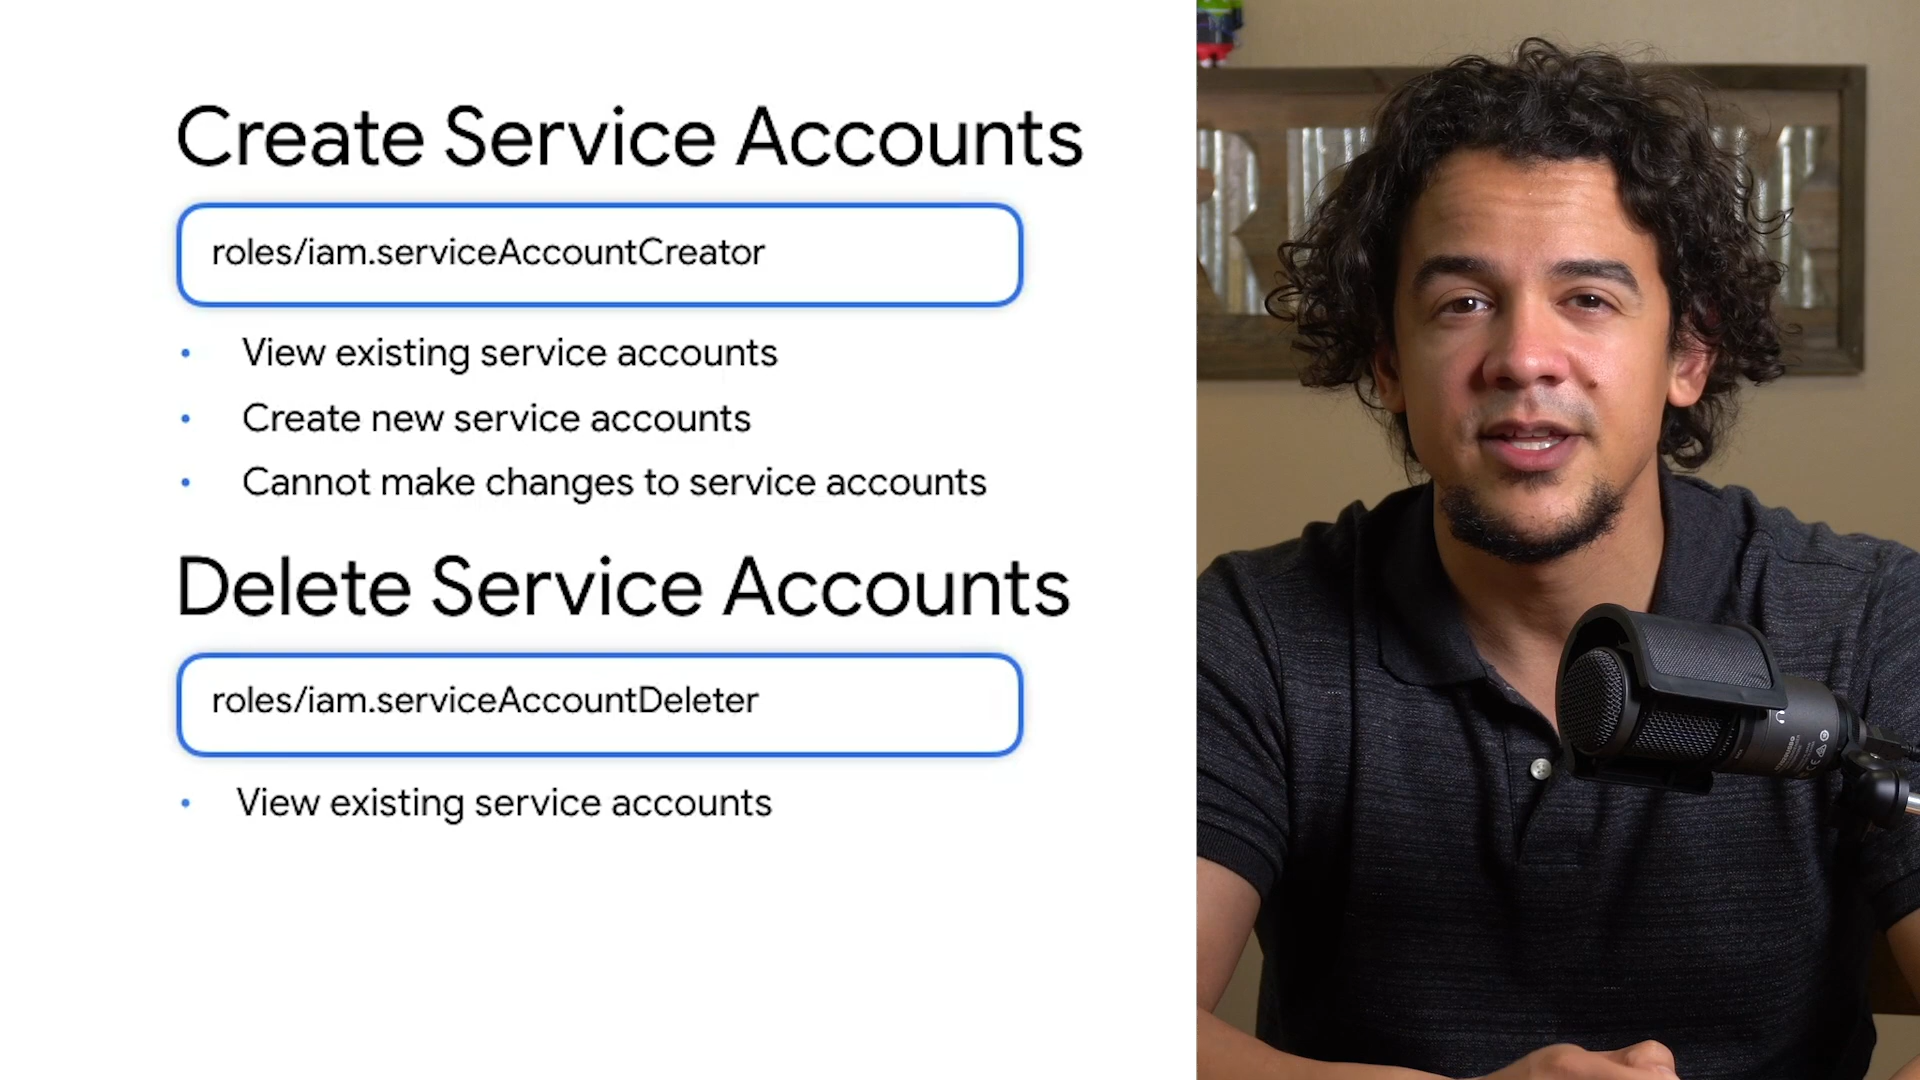 Create Service Accounts
roles/iam.serviceAccountCreator
• View existing service accounts
• Create new service accounts
• Cannot make changes to service accounts
Delete Service Accounts
roles/iam.serviceAccountDeleter
• View existing service accounts